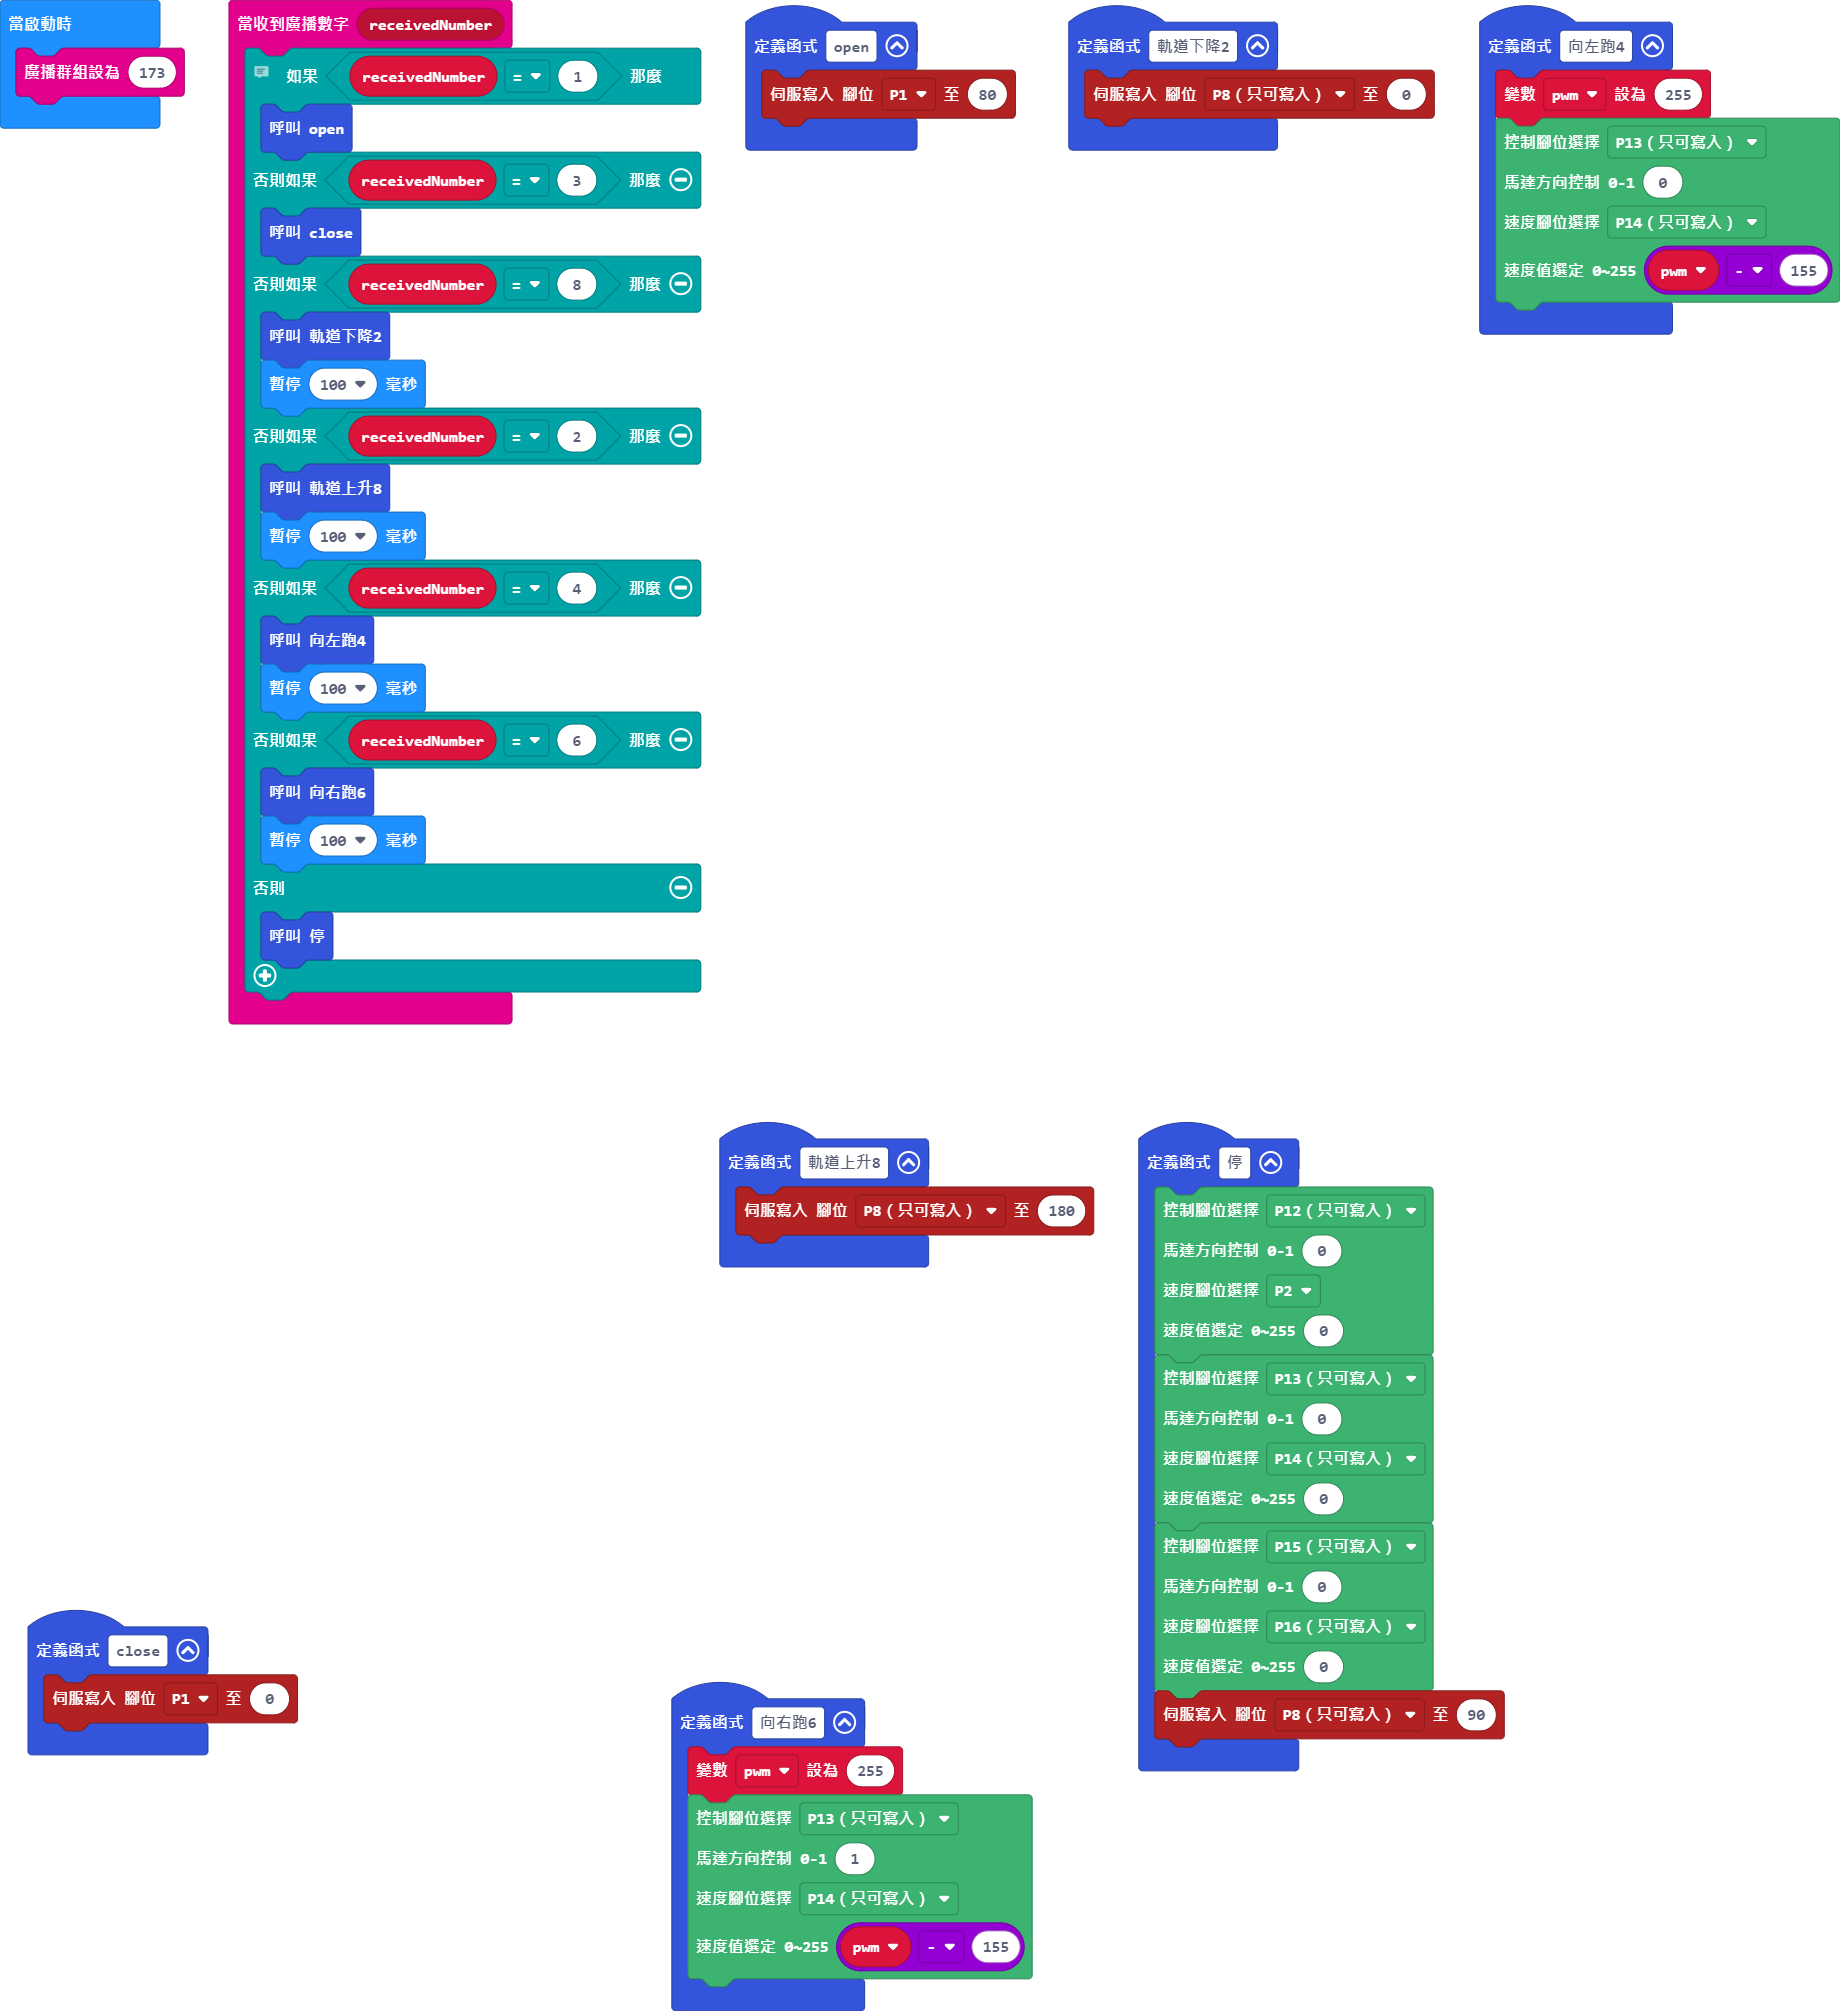 當啟動時
廣播群組設為 173
當收到廣播數字 receivedNumber
如果 receivedNumber = 1 那麼
呼叫 open
否則如果 receivedNumber = 3 那麼
呼叫 close
否則如果 receivedNumber = 8 那麼
呼叫 軌道下降2
暫停 100 毫秒
否則如果 receivedNumber = 2 那麼
呼叫 軌道上升8
暫停 100 毫秒
否則如果 receivedNumber = 4 那麼
呼叫 向左跑4
暫停 100 毫秒
否則如果 receivedNumber = 6 那麼
呼叫 向右跑6
暫停 100 毫秒
否則
呼叫 停
定義函式 open
伺服寫入 腳位 P1 至 80
定義函式 軌道下降2
伺服寫入 腳位 P8(只可寫入) 至 0
定義函式 向左跑4
變數 pwm 設為 255
控制腳位選擇 P13(只可寫入)
馬達方向控制 0-1 0
速度腳位選擇 P14(只可寫入)
速度值選定 0~255 pwm - 155
定義函式 軌道上升8
伺服寫入 腳位 P8(只可寫入) 至 180
定義函式 停
控制腳位選擇 P12(只可寫入)
馬達方向控制 0-1 0
速度腳位選擇 P2
速度值選定 0~255 0
控制腳位選擇 P13(只可寫入)
馬達方向控制 0-1 0
速度腳位選擇 P14(只可寫入)
速度值選定 0~255 0
控制腳位選擇 P15(只可寫入)
馬達方向控制 0-1 0
速度腳位選擇 P16(只可寫入)
速度值選定 0~255 0
伺服寫入 腳位 P8(只可寫入) 至 90
定義函式 close
伺服寫入 腳位 P1 至 0
定義函式 向右跑6
變數 pwm 設為 255
控制腳位選擇 P13(只可寫入)
馬達方向控制 0-1 1
速度腳位選擇 P14(只可寫入)
速度值選定 0~255 pwm - 155